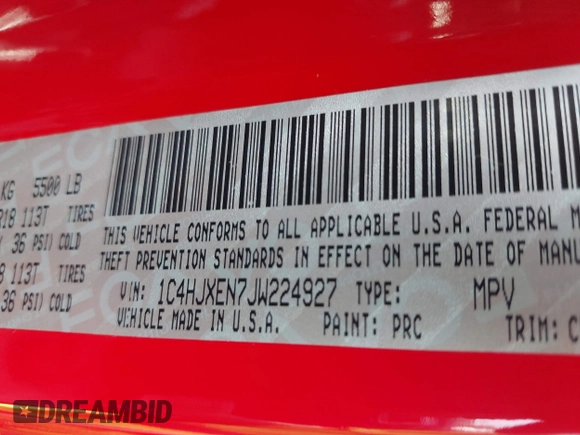 KG 5500 LB
R18 113T TIRES
36 PSI) COLD
8 113T TIRES
36 PSI) COLD
THIS VEHICLE CONFORMS TO ALL APPLICABLE U.S.A. FEDERAL M
THEFT PREVENTION STANDARDS IN EFFECT ON THE DATE OF MANU
VIN: 1C4HJXEN7JW224927 TYPE: MPV
VEHICLE MADE IN U.S.A. PAINT: PRC TRIM: C
DREAMBID